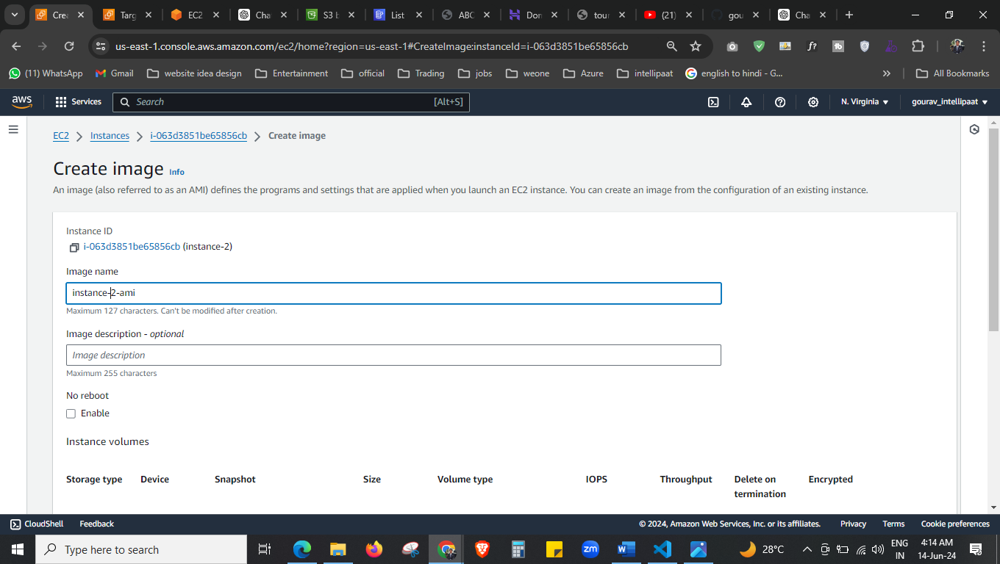 Crea
Targ
EC2
Cha
S3 b
List
ABC
Don
tour
(21)
gou
Cha
us-east-1.console.aws.amazon.com/ec2/home?region=us-east-1#CreateImage:instanceId=i-063d3851be65856cb
(11) WhatsApp
Gmail
website idea design
Entertainment
official
Trading
jobs
weone
Azure
intellipaat
english to hindi - G...
All Bookmarks
aws
Services
Search
[Alt+S]
N. Virginia
gourav_intellipaat
EC2
Instances
i-063d3851be65856cb
Create image
Create image Info
An image (also referred to as an AMI) defines the programs and settings that are applied when you launch an EC2 instance. You can create an image from the configuration of an existing instance.
Instance ID
i-063d3851be65856cb (instance-2)
Image name
instance-2-ami
Maximum 127 characters. Can't be modified after creation.
Image description - optional
Image description
Maximum 255 characters
No reboot
Enable
Instance volumes
Storage type
Device
Snapshot
Size
Volume type
IOPS
Throughput
Delete on
termination
Encrypted
CloudShell
Feedback
© 2024, Amazon Web Services, Inc. or its affiliates.
Privacy
Terms
Cookie preferences
Type here to search
zm
28°C
ENG
IN
4:14 AM
14-Jun-24